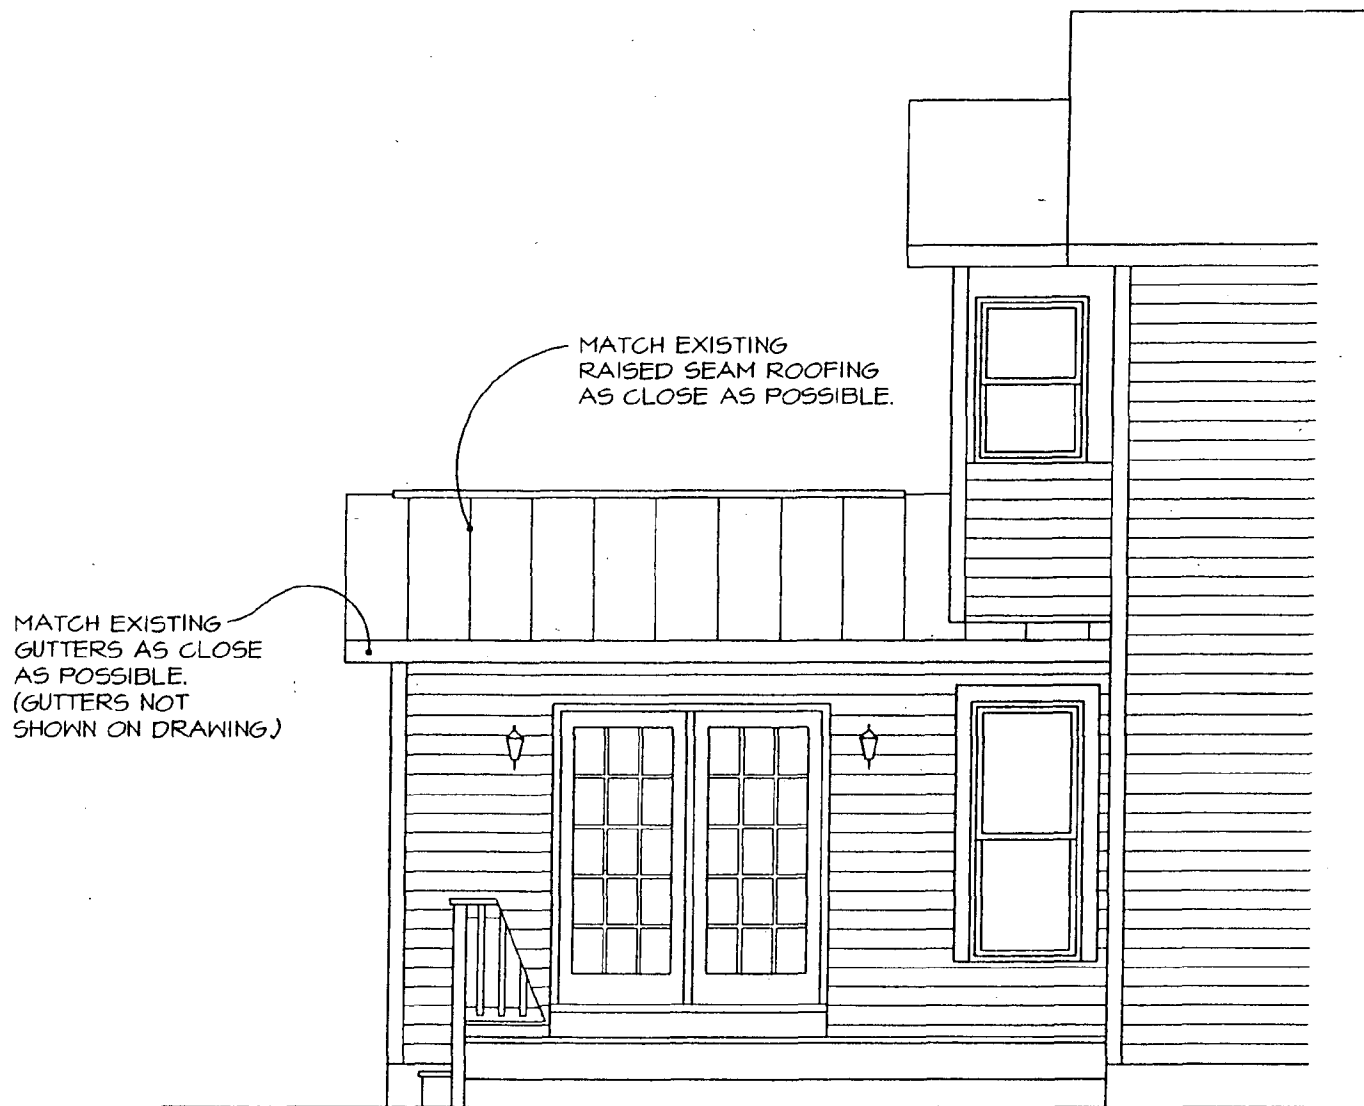 MATCH EXISTING
RAISED SEAM ROOFING
AS CLOSE AS POSSIBLE.
MATCH EXISTING
GUTTERS AS CLOSE
AS POSSIBLE.
(GUTTERS NOT
SHOWN ON DRAWING.)